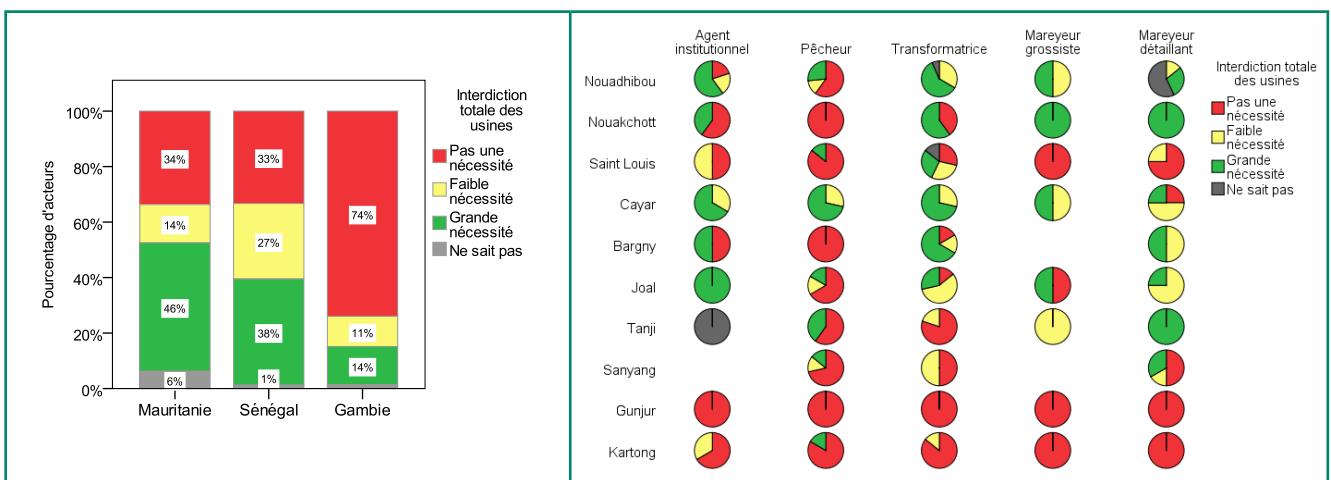 Interdiction
totale des
usines
Pas une
nécessité
Faible
nécessité
Grande
nécessité
Ne sait pas
Pourcentage d'acteurs
100%
80%
60%
40%
20%
0%
34%
14%
46%
6%
33%
27%
38%
1%
74%
11%
14%
Mauritanie
Sénégal
Gambie
Agent
institutionnel
Pêcheur
Transformatrice
Mareyeur
grossiste
Mareyeur
détaillant
Nouadhibou
Nouakchott
Saint Louis
Cayar
Bargny
Joal
Tanji
Sanyang
Gunjur
Kartong
Interdiction totale
des usines
Pas une
nécessité
Faible
nécessité
Grande
nécessité
Ne sait pas